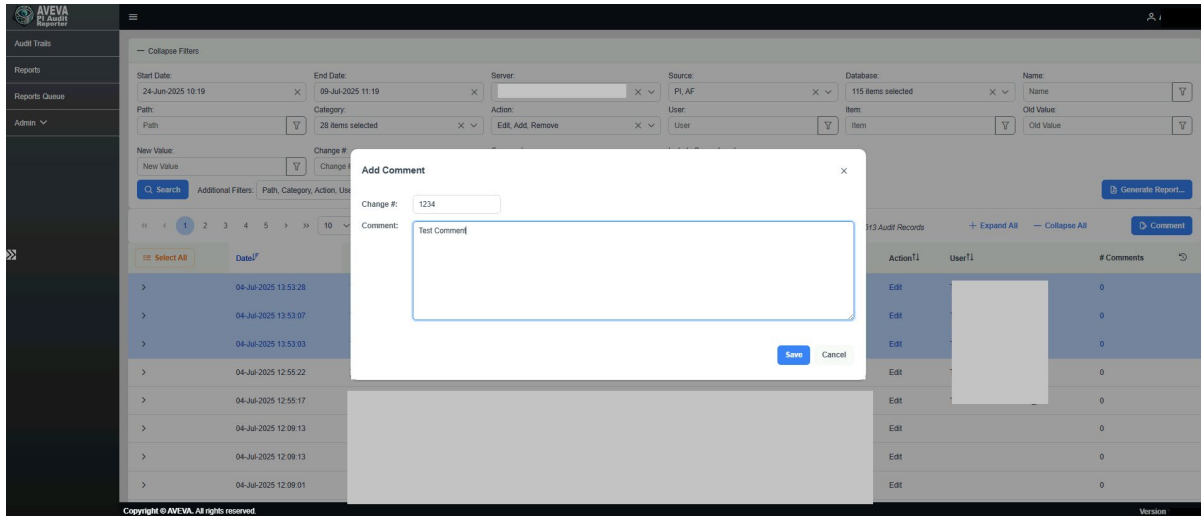 AVEVA
PI Audit
Reporter
Audit Trails
Reports
Reports Queue
Admin
Collapse Filters
Start Date: End Date: Server: Source: Database: Name:
24-Jun-2025 10:19 09-Jul-2025 11:19 PI, AF 115 items selected Name
Path: Category: Action: User: Item: Old Value:
Path 28 items selected Edit, Add, Remove User Item Old Value
New Value: Change #:
New Value Change #
Search Additional Filters: Path, Category, Action, Use Generate Report...
Add Comment
Change #: 1234
Comment: Test Comment
Save Cancel
1 2 3 4 5 10 Audit Records Expand All Collapse All Comment
Select All Date Action User # Comments
04-Jul-2025 13:53:28 Edit 0
04-Jul-2025 13:53:07 Edit 0
04-Jul-2025 13:53:03 Edit 0
04-Jul-2025 12:55:22 Edit 0
04-Jul-2025 12:55:17 Edit 0
04-Jul-2025 12:09:13 Edit 0
04-Jul-2025 12:09:13 Edit 0
04-Jul-2025 12:09:01 Edit 0
Copyright © AVEVA. All rights reserved. Version